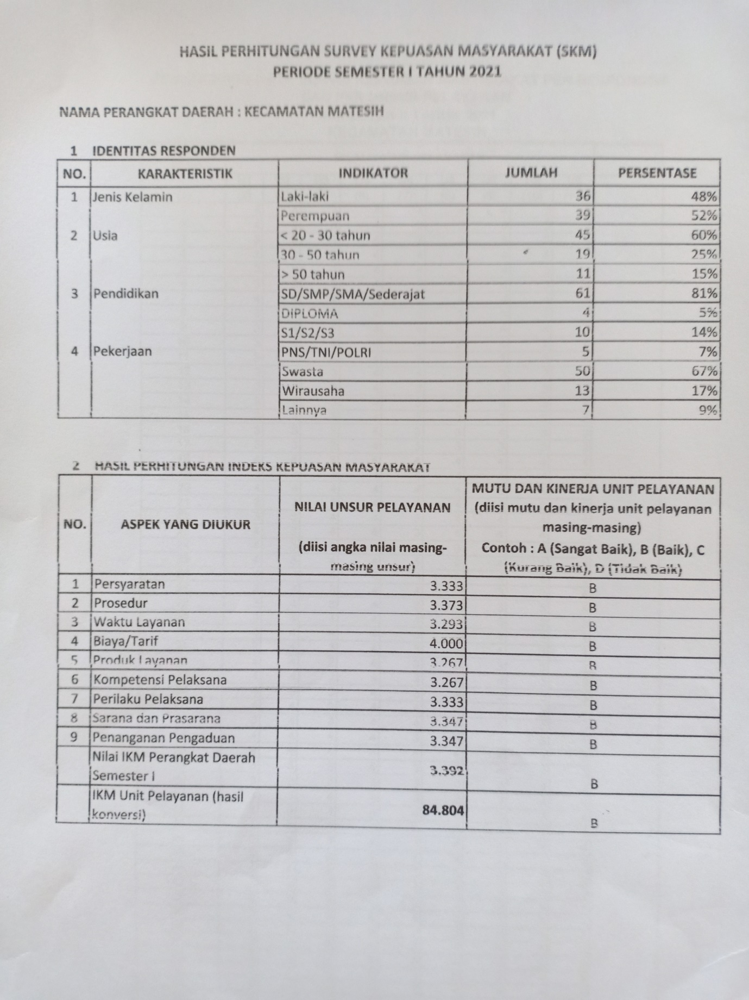 HASIL PERHITUNGAN SURVEY KEPUASAN MASYARAKAT (SKM)
PERIODE SEMESTER I TAHUN 2021
NAMA PERANGKAT DAERAH : KECAMATAN MATESIH
1 IDENTITAS RESPONDEN
NO. KARAKTERISTIK INDIKATOR JUMLAH PERSENTASE
1 Jenis Kelamin Laki-laki 36 48%
Perempuan 39 52%
2 Usia < 20 - 30 tahun 45 60%
30 - 50 tahun 19 25%
> 50 tahun 11 15%
3 Pendidikan SD/SMP/SMA/Sederajat 61 81%
DIPLOMA 4 5%
S1/S2/S3 10 14%
4 Pekerjaan PNS/TNI/POLRI 5 7%
Swasta 50 67%
Wirausaha 13 17%
Lainnya 7 9%
2 HASIL PERHITUNGAN INDEKS KEPUASAN MASYARAKAT
NO. ASPEK YANG DIUKUR
NILAI UNSUR PELAYANAN
(diisi angka nilai masing-
masing unsur)
MUTU DAN KINERJA UNIT PELAYANAN
(diisi mutu dan kinerja unit pelayanan
masing-masing)
Contoh : A (Sangat Baik), B (Baik), C
(Kurang Baik), D (Tidak Baik)
1 Persyaratan 3.333 B
2 Prosedur 3.373 B
3 Waktu Layanan 3.293 B
4 Biaya/Tarif 4.000 B
5 Produk Layanan 3.267 B
6 Kompetensi Pelaksana 3.267 B
7 Perilaku Pelaksana 3.333 B
8 Sarana dan Prasarana 3.347 B
9 Penanganan Pengaduan 3.347 B
Nilai IKM Perangkat Daerah
Semester I 3.392 B
IKM Unit Pelayanan (hasil
konversi) 84.804 B